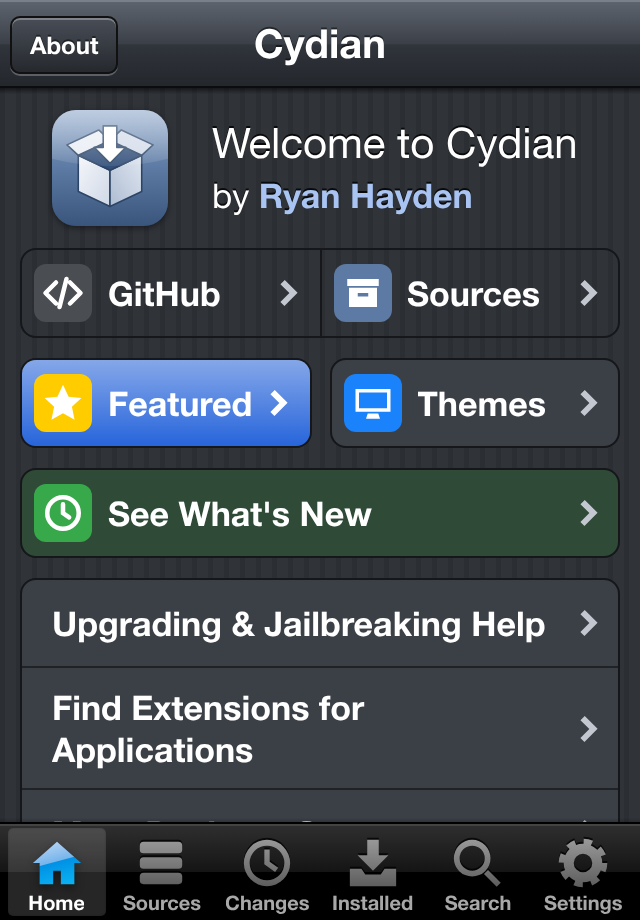 About
Cydian
Welcome to Cydian
by Ryan Hayden
GitHub
Sources
Featured
Themes
See What's New
Upgrading & Jailbreaking Help
Find Extensions for
Applications
Home
Sources
Changes
Installed
Search
Settings